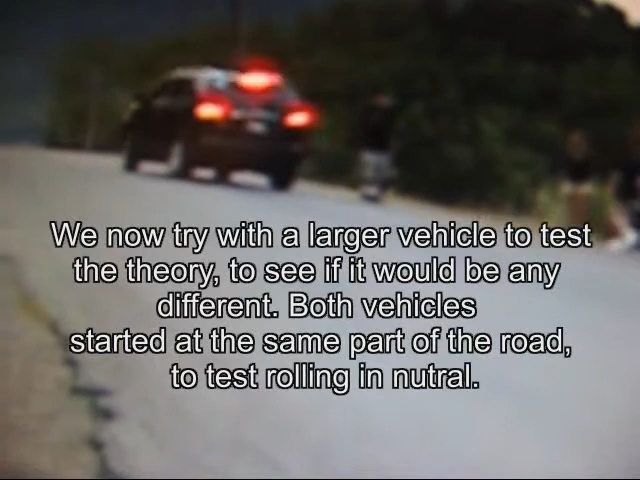 We now try with a larger vehicle to test
the theory, to see if it would be any
different. Both vehicles
started at the same part of the road,
to test rolling in nutral.